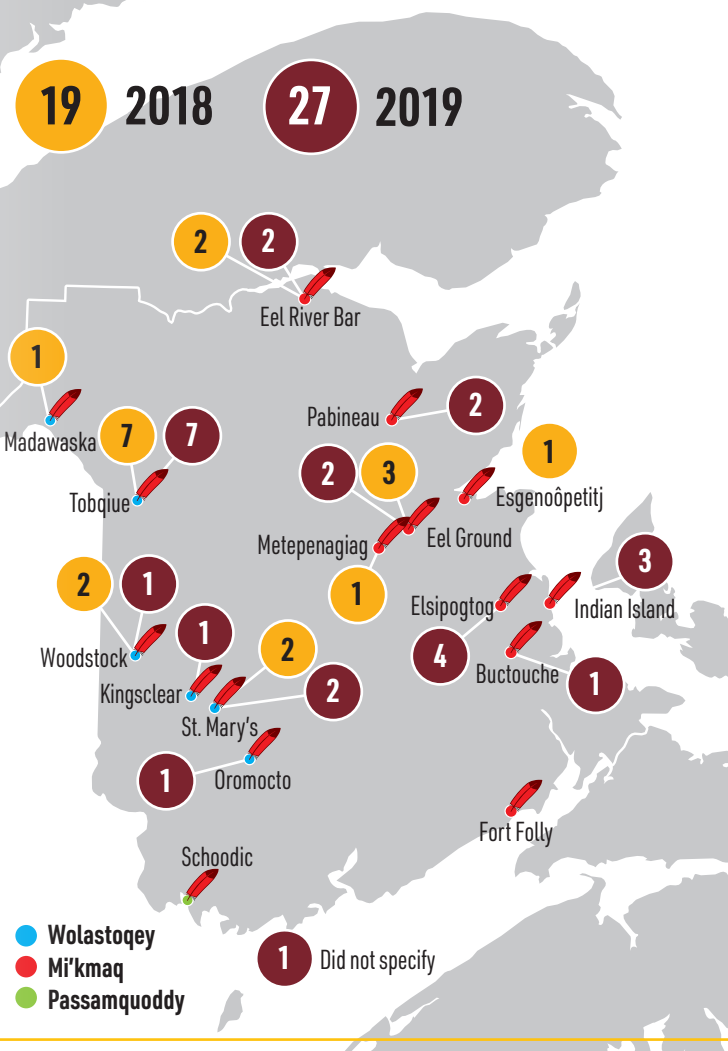 19 2018 27 2019
2 2
Eel River Bar
1
Madawaska
7 7
Tobqiue
Pabineau 2
1
Esgenoôpetitj
2 3
Eel Ground
Metepenagiag
1
3
Indian Island
Elsipogtog
4
Buctouche
1
2 1
Woodstock
1
Kingsclear
2
St. Mary's
2
1
Oromocto
Fort Folly
Schoodic
Wolastoqey
Mi'kmaq
Passamquoddy
1 Did not specify